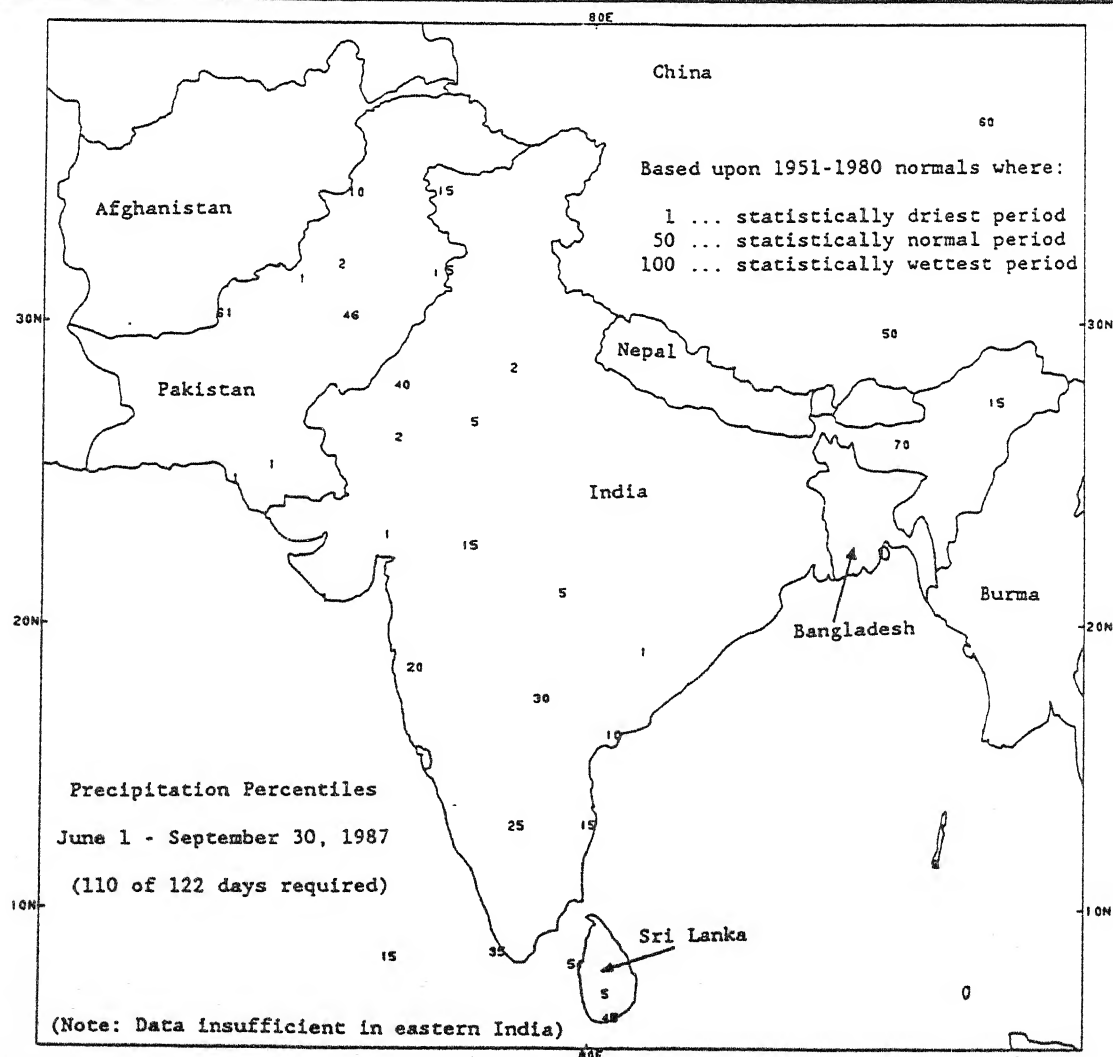 80E
China
60
Based upon 1951-1980 normals where:
10
15
Afghanistan
1 ... statistically driest period
50 ... statistically normal period
100 ... statistically wettest period
2
15
1
61
46
30N
30N
50
Nepal
2
Pakistan
40
15
5
2
70
1
India
1
15
5
Burma
20N
20N
Bangladesh
1
20
30
10
Precipitation Percentiles
25
15
June 1 - September 30, 1987
(110 of 122 days required)
10N
10N
Sri Lanka
15
35
5
5
(Note: Data insufficient in eastern India)
80E